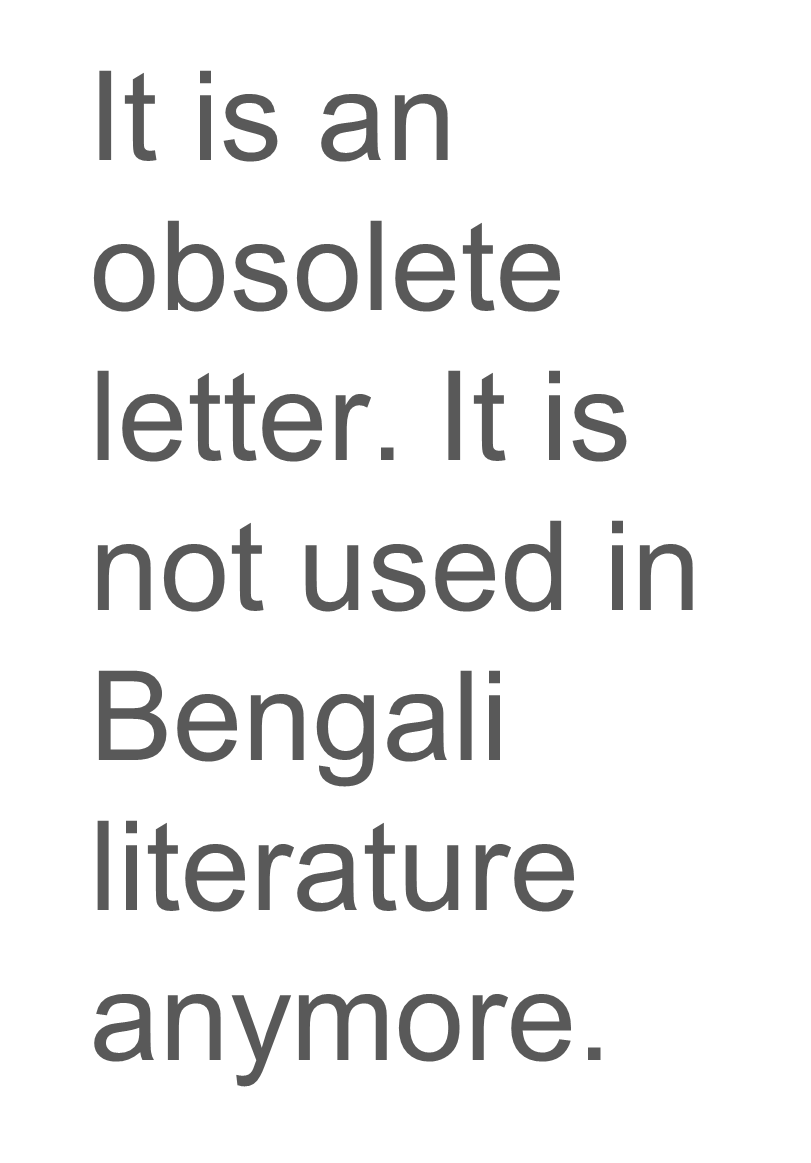 It is an
obsolete
letter. It is
not used in
Bengali
literature
anymore.